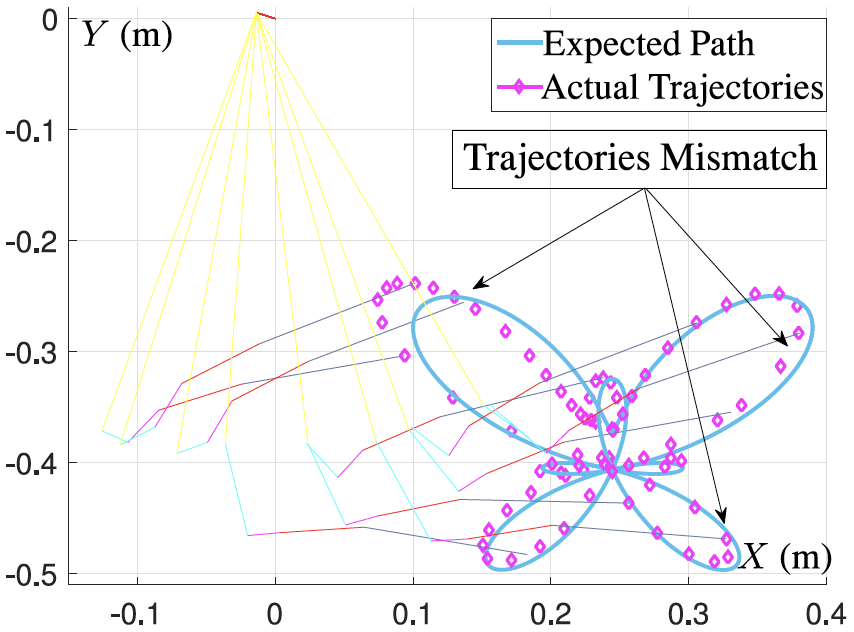 0
Y (m)
Expected Path
Actual Trajectories
-0.1
Trajectories Mismatch
-0.2
-0.3
-0.4
-0.5
X (m)
-0.1 0 0.1 0.2 0.3 0.4